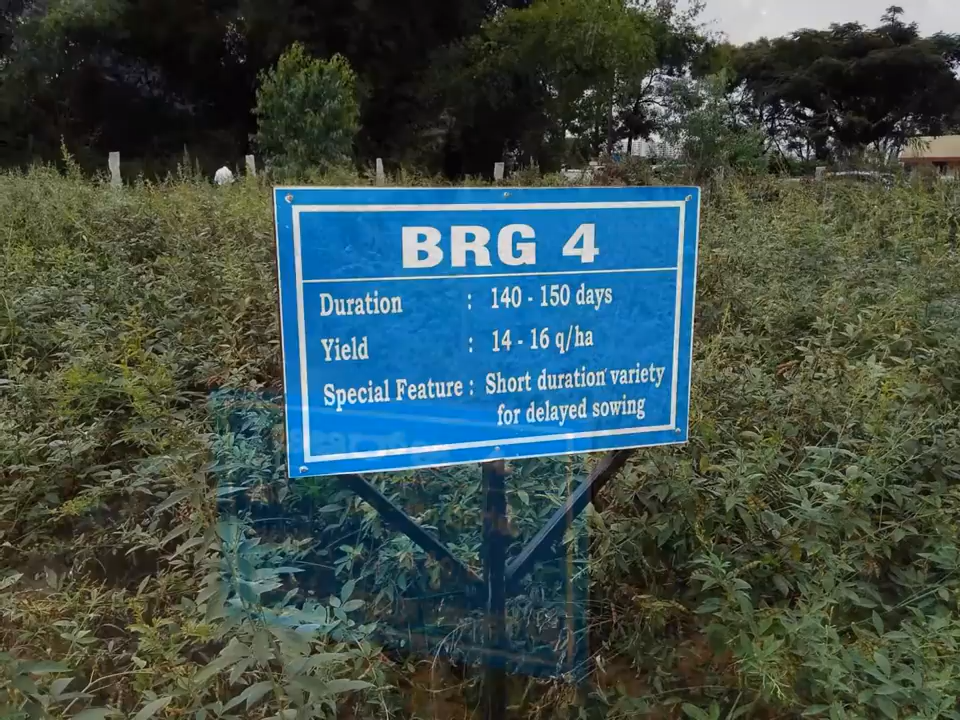 BRG 4
Duration : 140 - 150 days
Yield : 14 - 16 q/ha
Special Feature : Short duration variety
for delayed sowing